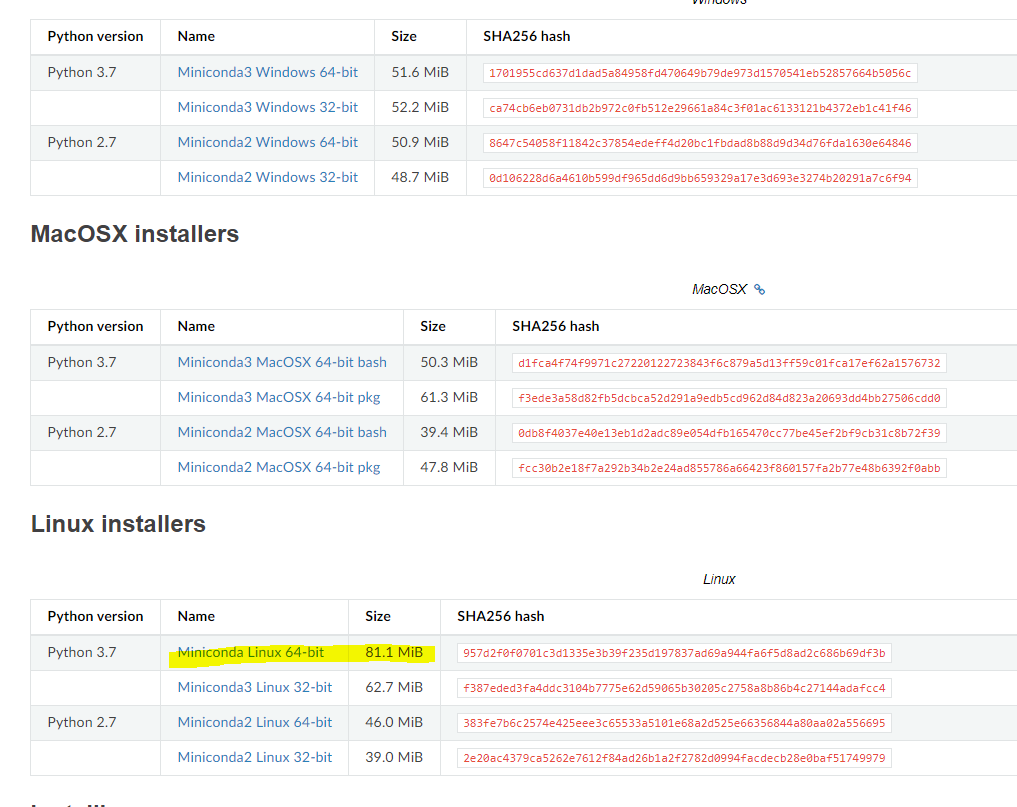 Windows
Python version Name Size SHA256 hash
Python 3.7 Miniconda3 Windows 64-bit 51.6 MiB 1701955cd637d1dad5a84958fd470649b79de973d1570541eb52857664b5056c
Miniconda3 Windows 32-bit 52.2 MiB ca74cb6eb0731db2b972c0fb512e29661a84c3f01ac6133121b4372eb1c41f46
Python 2.7 Miniconda2 Windows 64-bit 50.9 MiB 8647c54058f11842c37854edeff4d20bc1fbdad8b88d9d34d76fda1630e64846
Miniconda2 Windows 32-bit 48.7 MiB 0d106228d6a4610b599df965dd6d9bb659329a17e3d693e3274b20291a7c6f94
MacOSX installers
MacOSX
Python version Name Size SHA256 hash
Python 3.7 Miniconda3 MacOSX 64-bit bash 50.3 MiB d1fca4f74f9971c27220122723843f6c879a5d13ff59c01fca17ef62a1576732
Miniconda3 MacOSX 64-bit pkg 61.3 MiB f3ede3a58d82fb5dcbca52d291a9edb5cd962d84d823a20693dd4bb27506cdd0
Python 2.7 Miniconda2 MacOSX 64-bit bash 39.4 MiB 0db8f4037e40e13eb1d2adc89e054dfb165470cc77be45ef2bf9cb31c8b72f39
Miniconda2 MacOSX 64-bit pkg 47.8 MiB fcc30b2e18f7a292b34b2e24ad855786a66423f860157fa2b77e48b6392f0abb
Linux installers
Linux
Python version Name Size SHA256 hash
Python 3.7 Miniconda Linux 64-bit 81.1 MiB 957d2f0f0701c3d1335e3b39f235d197837ad69a944fa6f5d8ad2c686b69df3b
Miniconda3 Linux 32-bit 62.7 MiB f387eded3fa4ddc3104b7775e62d59065b30205c2758a8b86b4c27144adafcc4
Python 2.7 Miniconda2 Linux 64-bit 46.0 MiB 383fe7b6c2574e425eee3c65533a5101e68a2d525e66356844a80aa02a556695
Miniconda2 Linux 32-bit 39.0 MiB 2e20ac4379ca5262e7612f84ad26b1a2f2782d0994facdecb28e0baf51749979